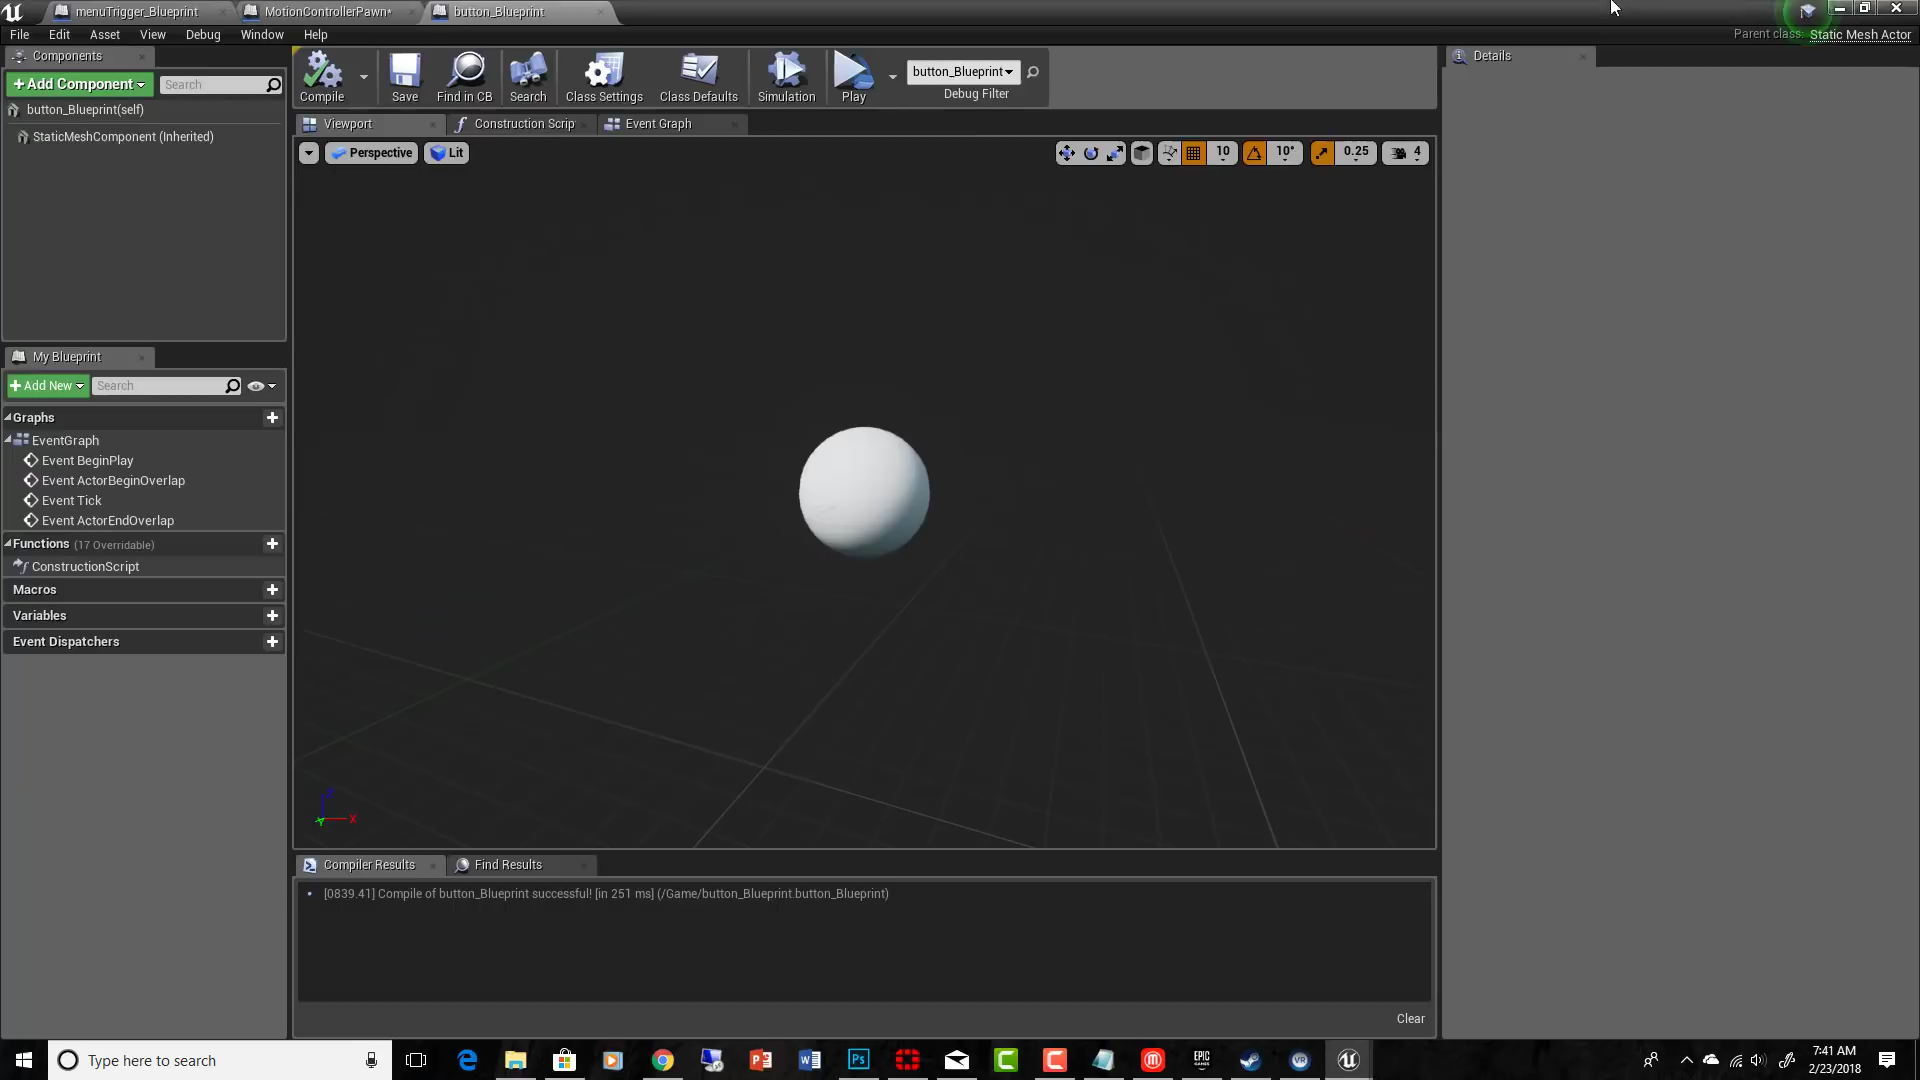 menuTrigger_Blueprint
MotionControllerPawn*
button_Blueprint
File Edit Asset View Debug Window Help
Parent class: Static Mesh Actor
Components
Details
+Add Component
Search
button_Blueprint(self)
StaticMeshComponent (Inherited)
Compile
Save
Find in CB
Search
Class Settings
Class Defaults
Simulation
Play
button_Blueprint
Debug Filter
Viewport
Construction Scrip
Event Graph
Perspective
Lit
10
10°
0.25
4
My Blueprint
+Add New
Search
Graphs
EventGraph
Event BeginPlay
Event ActorBeginOverlap
Event Tick
Event ActorEndOverlap
Functions (17 Overridable)
ConstructionScript
Macros
Variables
Event Dispatchers
X
Compiler Results
Find Results
[0839.41] Compile of button_Blueprint successful! [in 251 ms] (/Game/button_Blueprint.button_Blueprint)
Clear
Type here to search
7:41 AM
2/23/2018